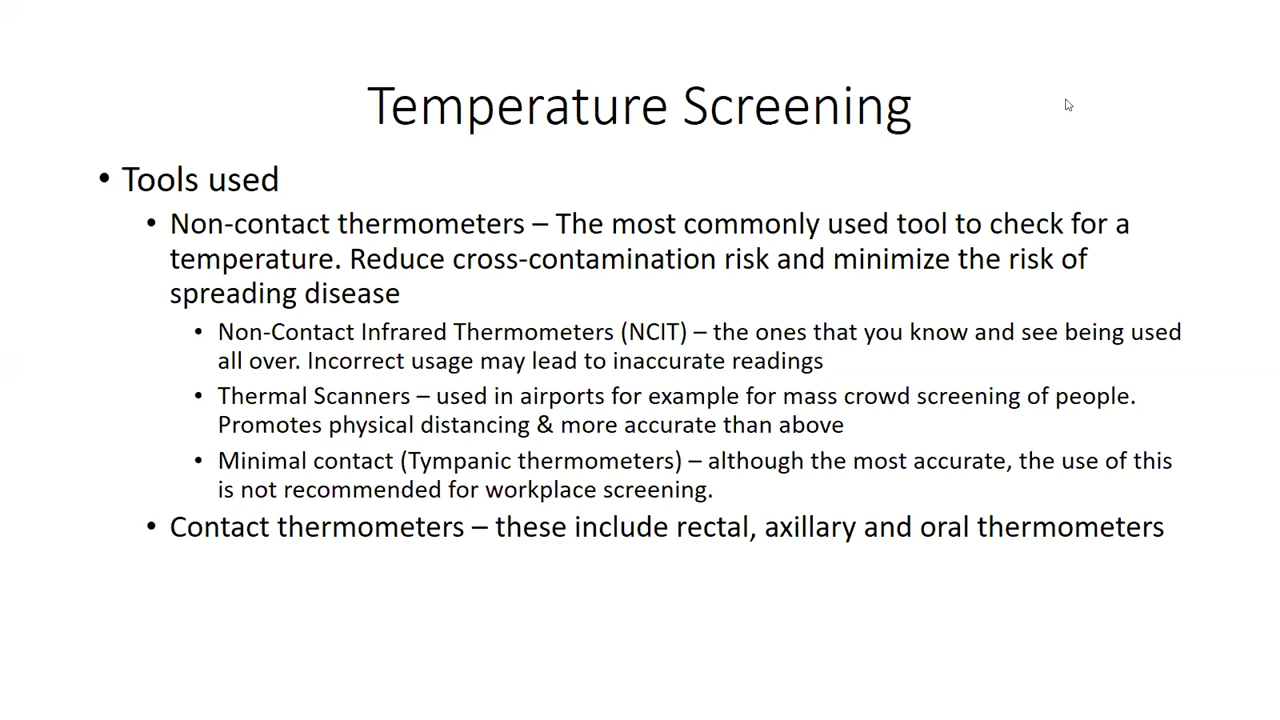 Temperature Screening
• Tools used
• Non-contact thermometers – The most commonly used tool to check for a
temperature. Reduce cross-contamination risk and minimize the risk of
spreading disease
• Non-Contact Infrared Thermometers (NCIT) – the ones that you know and see being used
all over. Incorrect usage may lead to inaccurate readings
• Thermal Scanners – used in airports for example for mass crowd screening of people.
Promotes physical distancing & more accurate than above
• Minimal contact (Tympanic thermometers) – although the most accurate, the use of this
is not recommended for workplace screening.
• Contact thermometers – these include rectal, axillary and oral thermometers